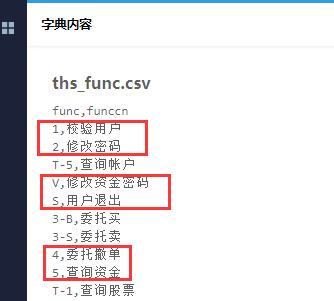 字典内容
ths_func.csv
func,funccn
1,校验用户
2,修改密码
T-5,查询帐户
V,修改资金密码
S,用户退出
3-B,委托买
3-S,委托卖
4,委托撤单
5,查询资金
T-1,查询股票